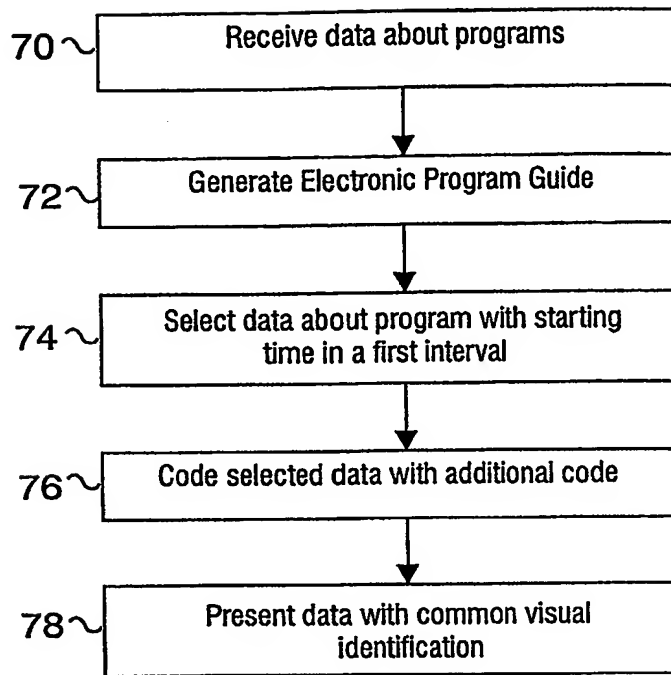 70 Receive data about programs
72 Generate Electronic Program Guide
74 Select data about program with starting
time in a first interval
76 Code selected data with additional code
78 Present data with common visual
identification